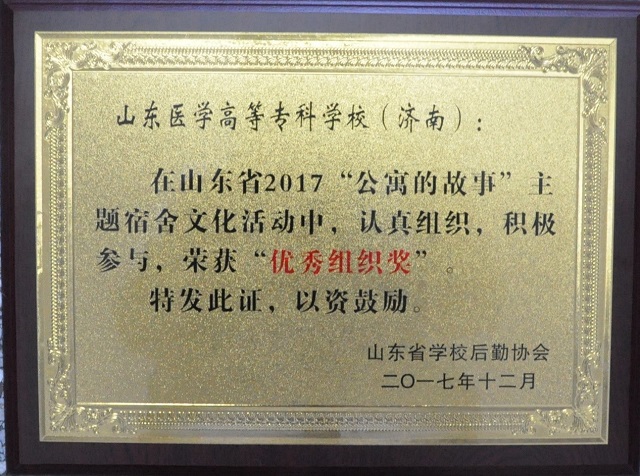 山东医学高等专科学校（济南）：
在山东省2017“公寓的故事”主
题宿舍文化活动中，认真组织，积极
参与，荣获“优秀组织奖”。
特发此证，以资鼓励。
山东省学校后勤协会
二〇一七年十二月